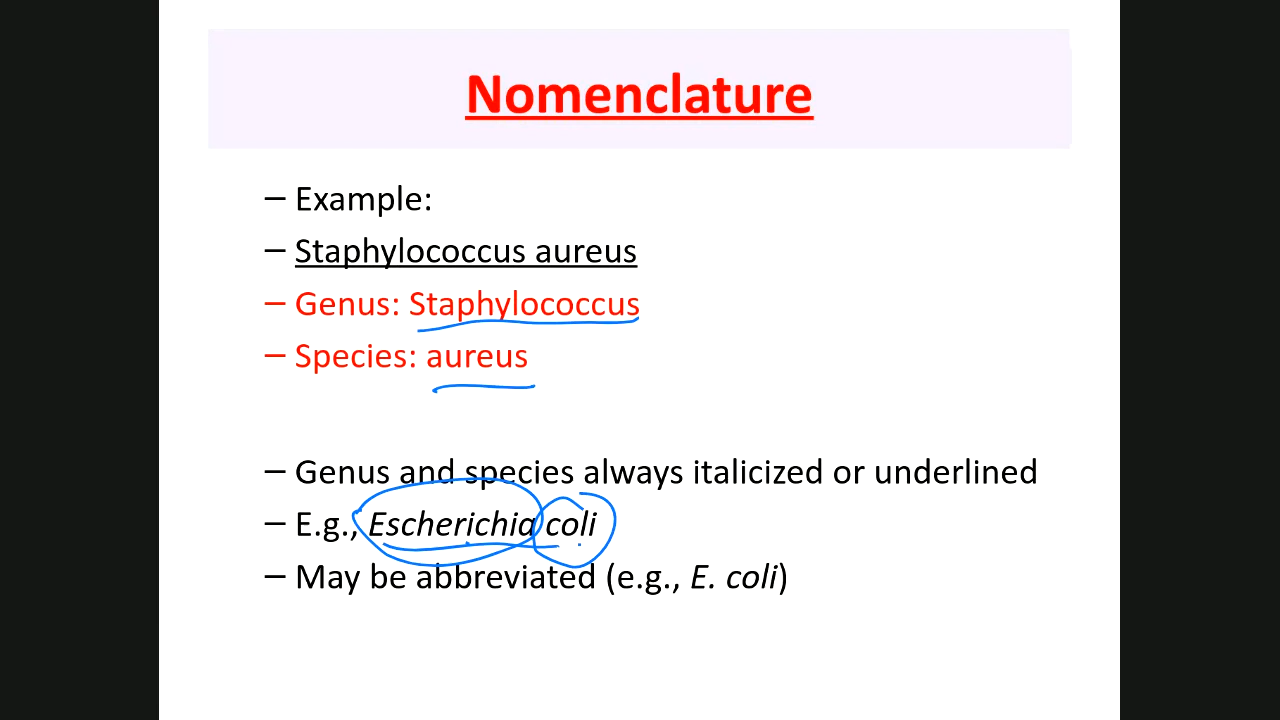 Nomenclature
– Example:
– Staphylococcus aureus
– Genus: Staphylococcus
– Species: aureus
– Genus and species always italicized or underlined
– E.g., Escherichia coli
– May be abbreviated (e.g., E. coli)